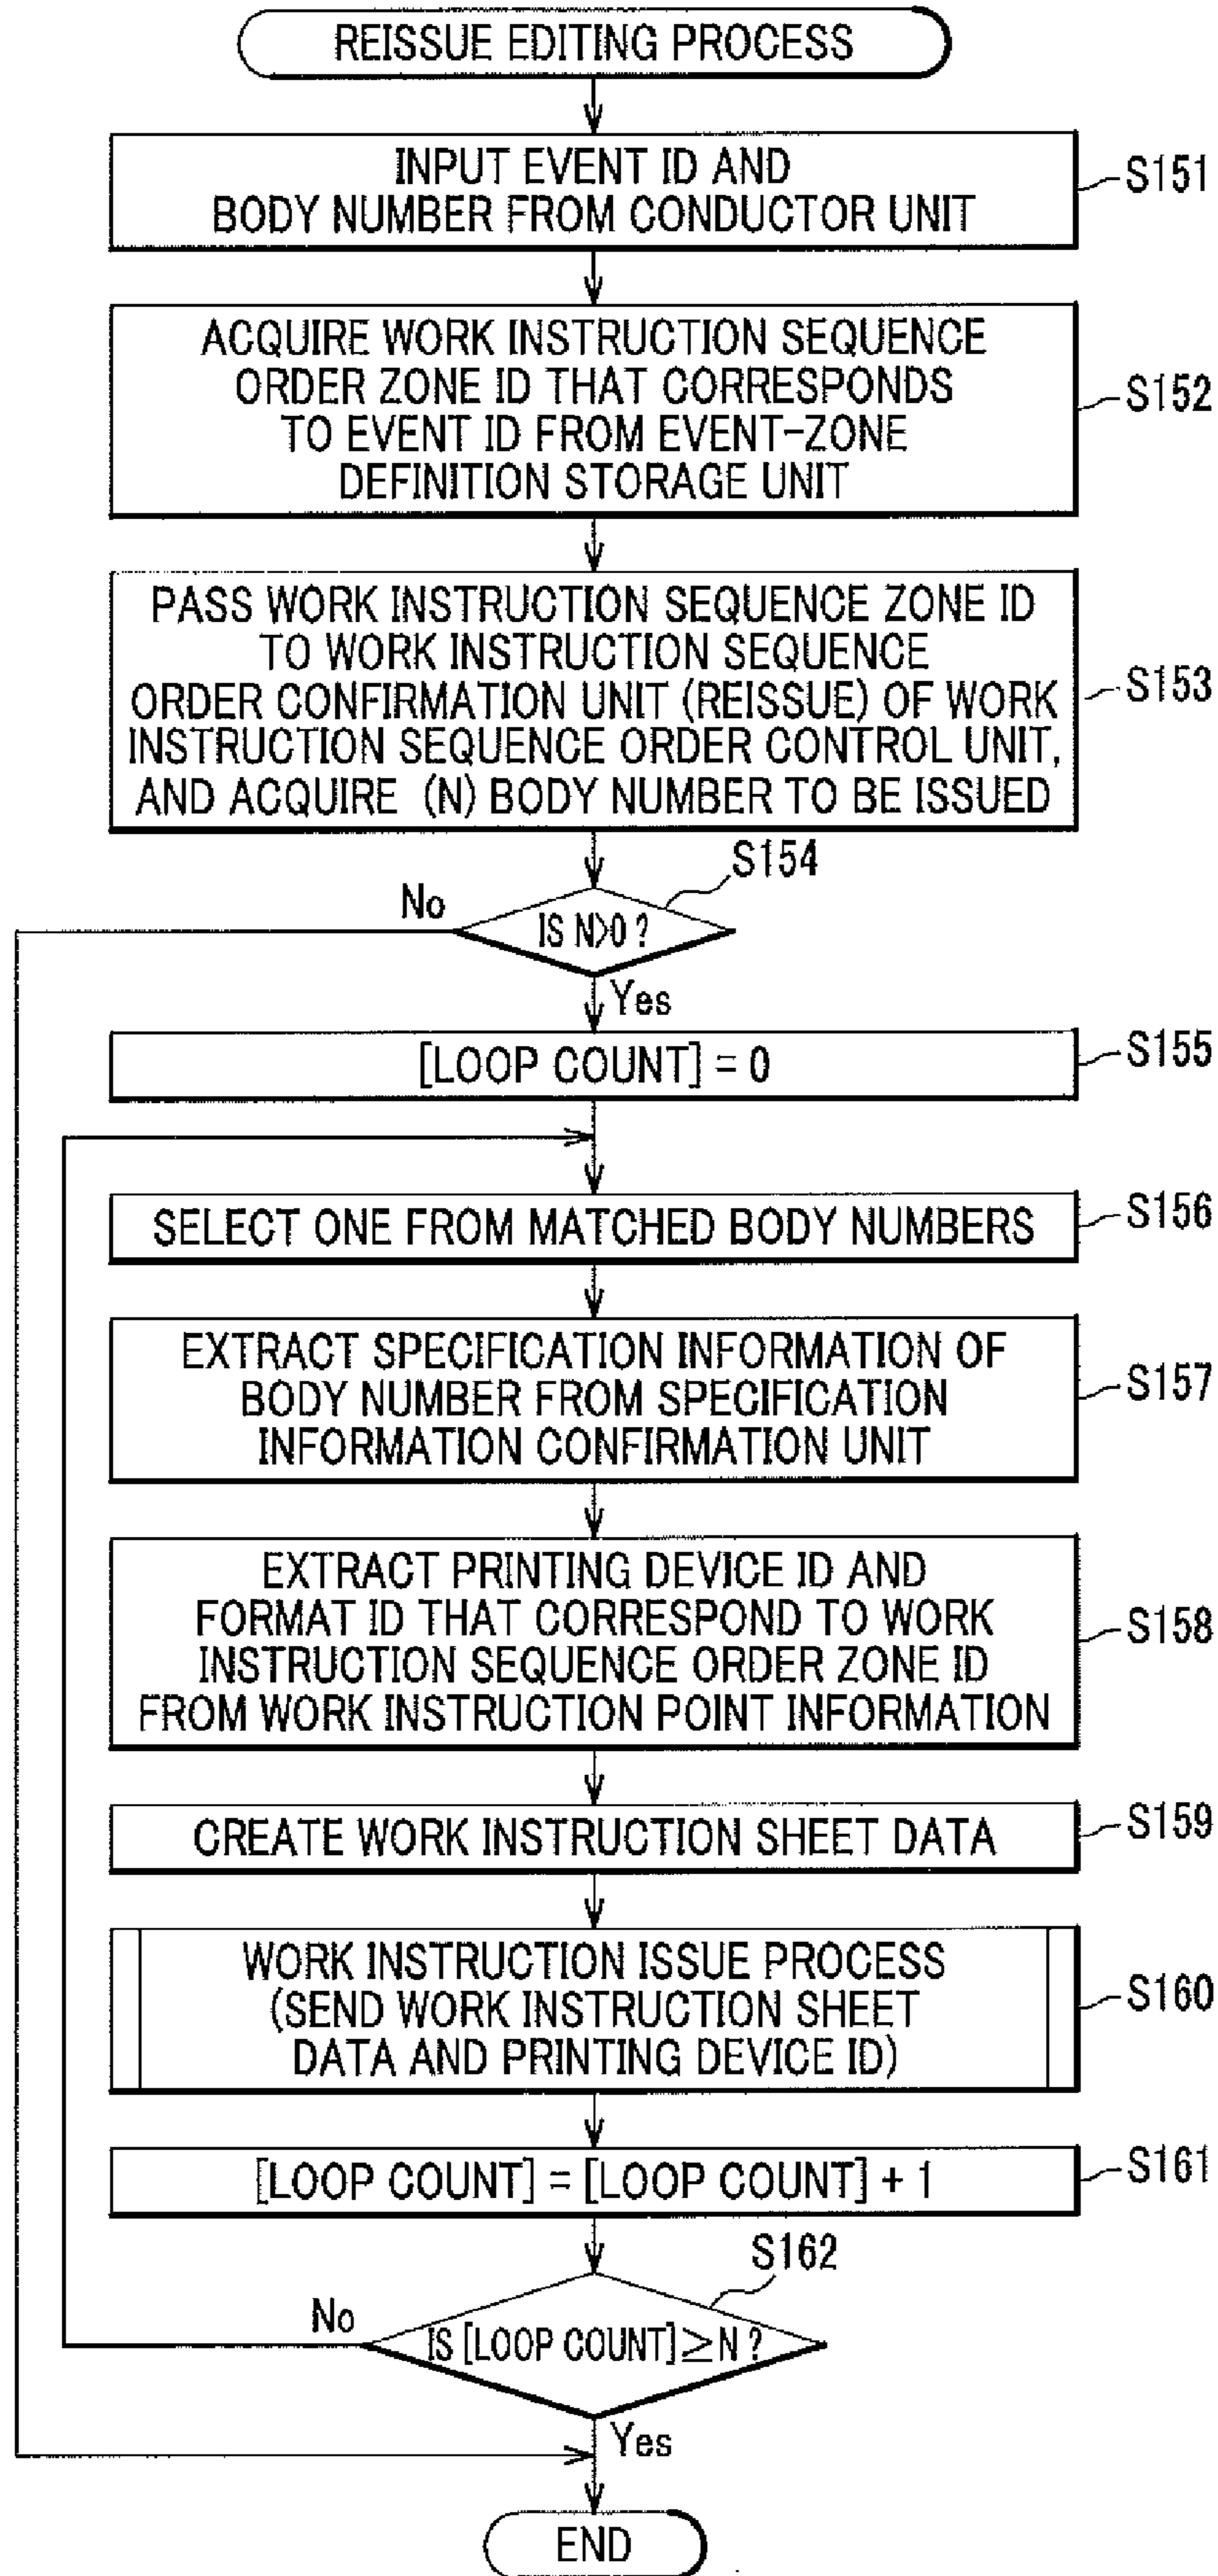 REISSUE EDITING PROCESS
INPUT EVENT ID AND
BODY NUMBER FROM CONDUCTOR UNIT
S151
ACQUIRE WORK INSTRUCTION SEQUENCE
ORDER ZONE ID THAT CORRESPONDS
TO EVENT ID FROM EVENT-ZONE
DEFINITION STORAGE UNIT
S152
PASS WORK INSTRUCTION SEQUENCE ZONE ID
TO WORK INSTRUCTION SEQUENCE
ORDER CONFIRMATION UNIT (REISSUE) OF WORK
INSTRUCTION SEQUENCE ORDER CONTROL UNIT,
AND ACQUIRE (N) BODY NUMBER TO BE ISSUED
S153
S154
No
IS N>0 ?
Yes
[LOOP COUNT] = 0
S155
SELECT ONE FROM MATCHED BODY NUMBERS
S156
EXTRACT SPECIFICATION INFORMATION OF
BODY NUMBER FROM SPECIFICATION
INFORMATION CONFIRMATION UNIT
S157
EXTRACT PRINTING DEVICE ID AND
FORMAT ID THAT CORRESPOND TO WORK
INSTRUCTION SEQUENCE ORDER ZONE ID
FROM WORK INSTRUCTION POINT INFORMATION
S158
CREATE WORK INSTRUCTION SHEET DATA
S159
WORK INSTRUCTION ISSUE PROCESS
(SEND WORK INSTRUCTION SHEET
DATA AND PRINTING DEVICE ID)
S160
[LOOP COUNT] = [LOOP COUNT] + 1
S161
S162
No
IS [LOOP COUNT]≥N ?
Yes
END